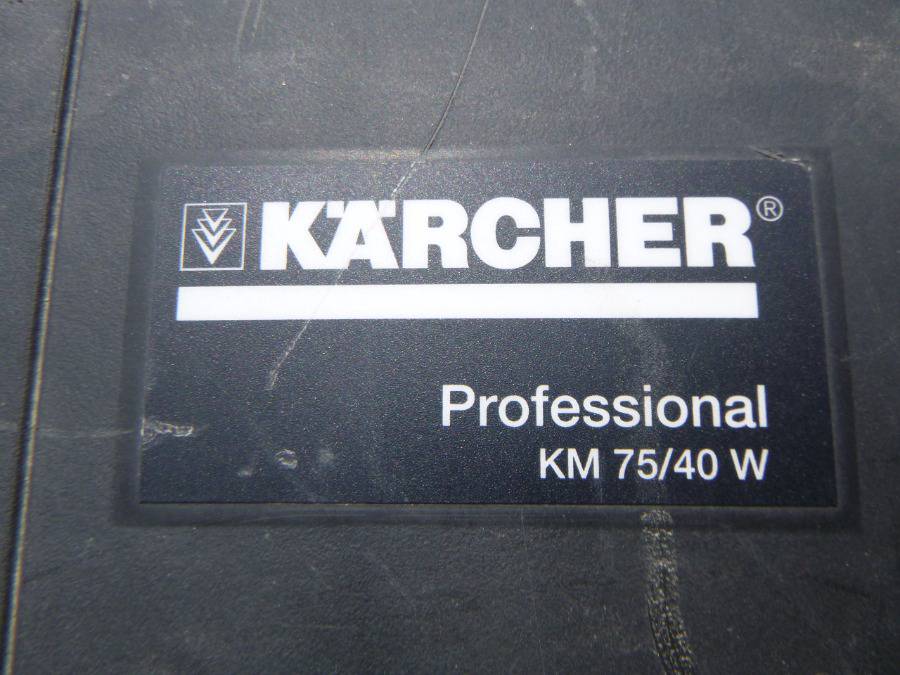 KÄRCHER®
Professional
KM 75/40 W